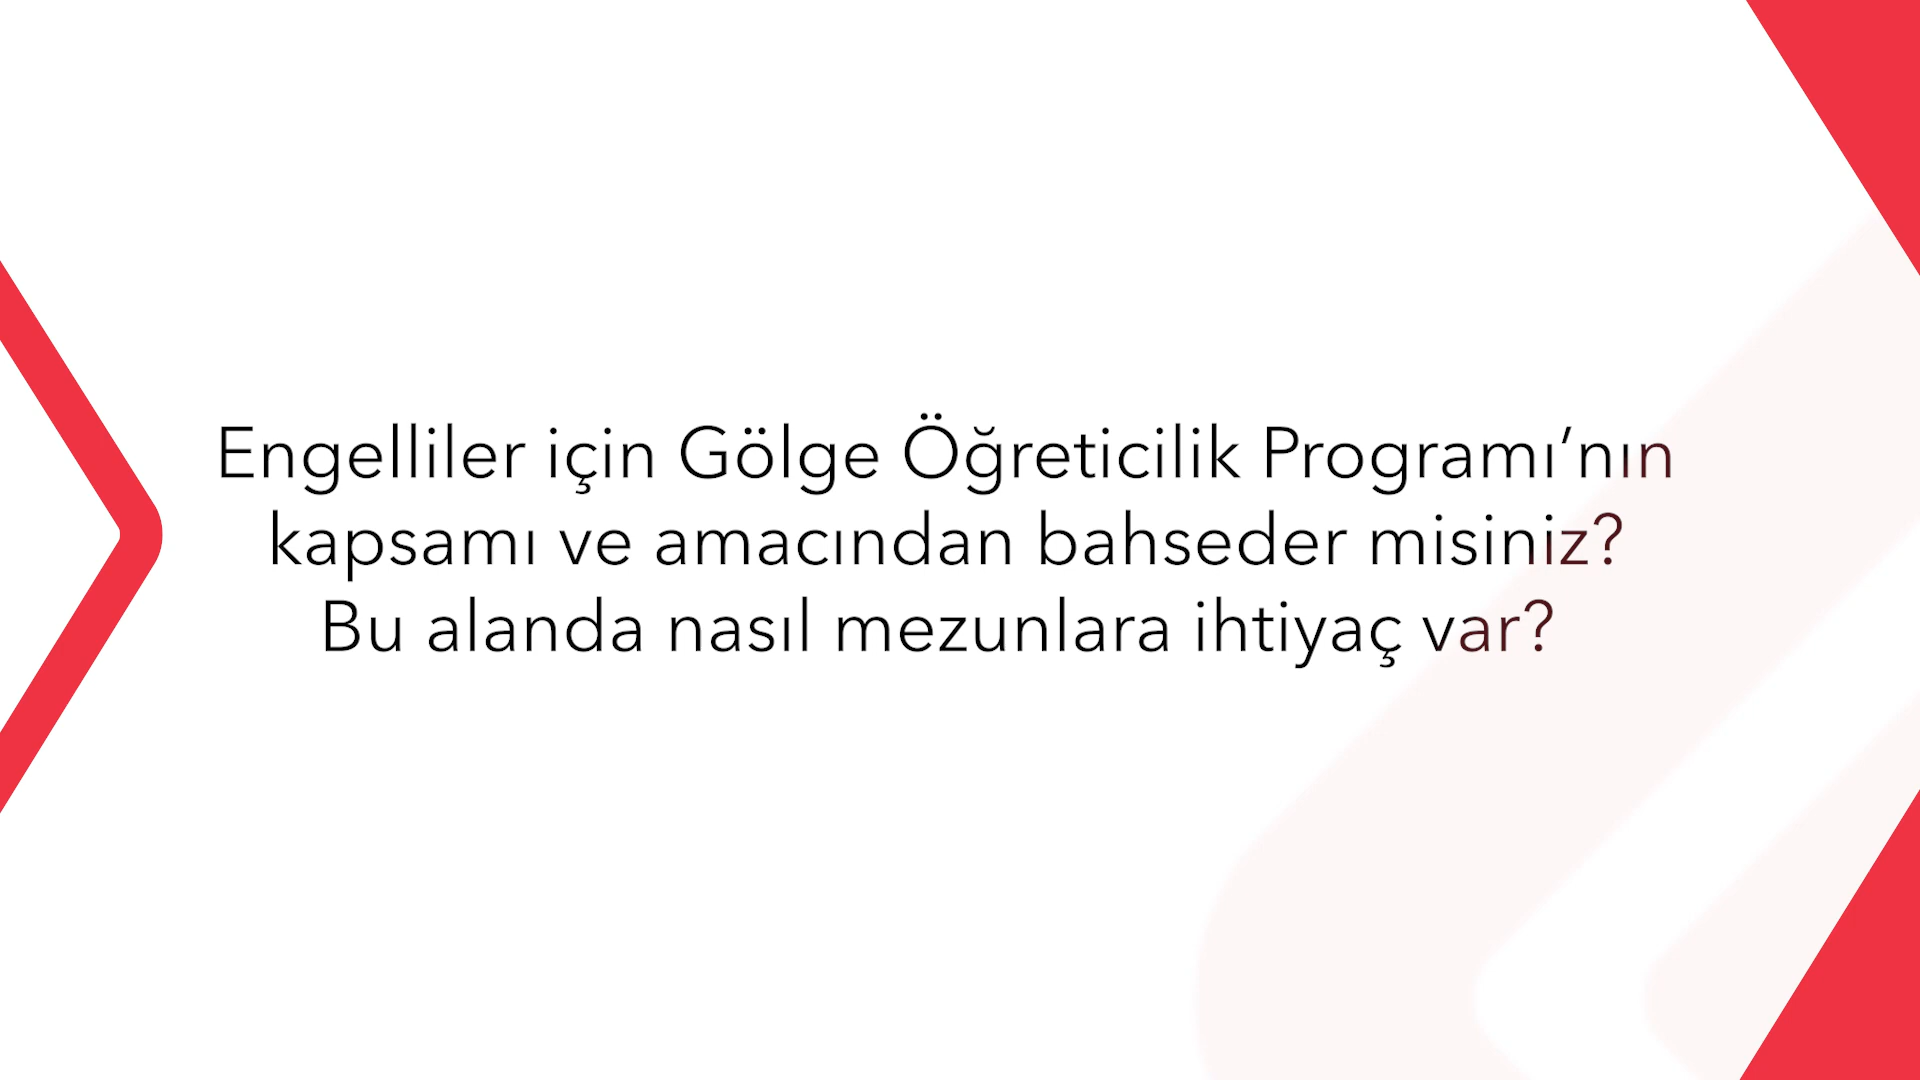 Engelliler için Gölge Öğreticilik Programı’nın
kapsamı ve amacından bahseder misiniz?
Bu alanda nasıl mezunlara ihtiyaç var?